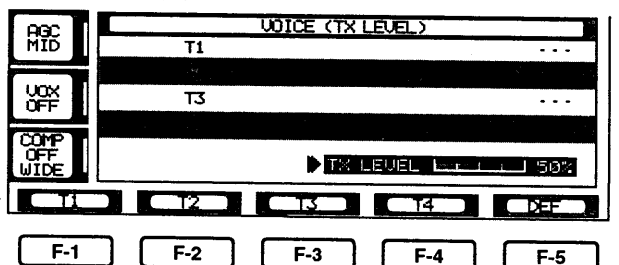 VOICE (TX LEVEL)
AGC
MID
T1 ---
VOX
OFF
T3 ---
COMP
OFF
WIDE
TX LEVEL 50%
T1 T2 T3 T4 DEF
F-1 F-2 F-3 F-4 F-5